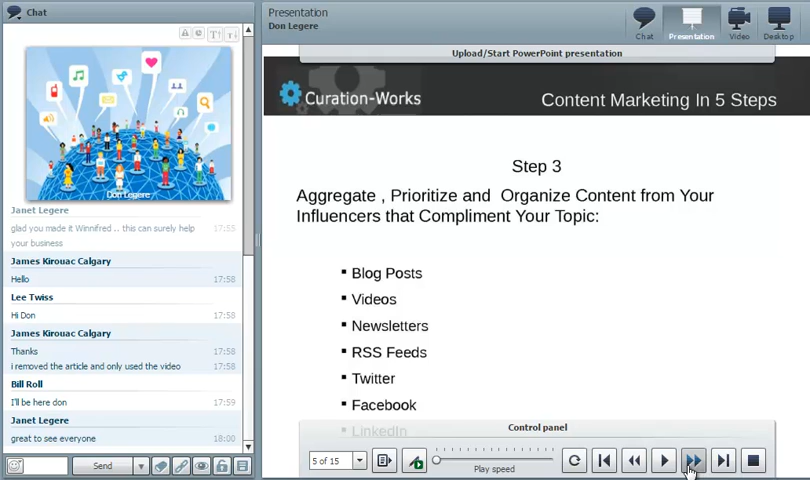 Chat
Don Legere
Janet Legere
glad you made it Winnifred .. this can surely help 17:55
your business
James Kirouac Calgary
Hello 17:58
Lee Twiss
Hi Don 17:58
James Kirouac Calgary
Thanks 17:58
i removed the article and only used the video 17:58
Bill Roll
I'll be here don 17:59
Janet Legere
great to see everyone 18:00
Send
Presentation
Don Legere
Chat
Presentation
Video
Desktop
Upload/Start PowerPoint presentation
Curation-Works
Content Marketing In 5 Steps
Step 3
Aggregate , Prioritize and Organize Content from Your
Influencers that Compliment Your Topic:
Blog Posts
Videos
Newsletters
RSS Feeds
Twitter
Facebook
LinkedIn
Control panel
5 of 15
Play speed